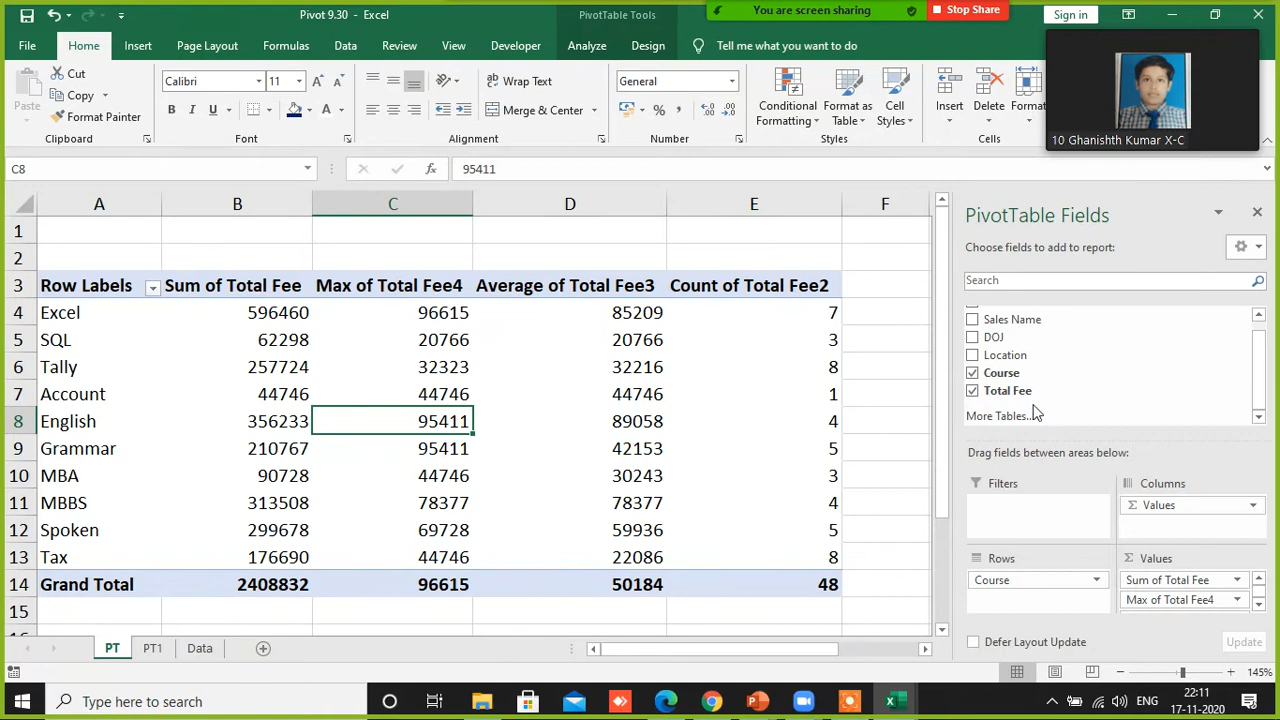 Pivot 9.30 - Excel
PivotTable Tools
You are screen sharing
Stop Share
Sign in
File Home Insert Page Layout Formulas Data Review View Developer Analyze Design Tell me what you want to do
Paste
Cut
Copy
Format Painter
Clipboard
Calibri 11
B I U
A A A
Font
ab Wrap Text
Merge & Center
Alignment
General
%
Number
Conditional Formatting
Format as Table
Cell Styles
Styles
Insert Delete Format
Cells
10 Ghanishth Kumar X-C
C8 fx 95411
A B C D E F
1
2
3 Row Labels Sum of Total Fee Max of Total Fee4 Average of Total Fee3 Count of Total Fee2
4 Excel 596460 96615 85209 7
5 SQL 62298 20766 20766 3
6 Tally 257724 32323 32216 8
7 Account 44746 44746 44746 1
8 English 356233 95411 89058 4
9 Grammar 210767 95411 42153 5
10 MBA 90728 44746 30243 3
11 MBBS 313508 78377 78377 4
12 Spoken 299678 69728 59936 5
13 Tax 176690 44746 22086 8
14 Grand Total 2408832 96615 50184 48
15
PivotTable Fields
Choose fields to add to report:
Search
Sales Name
DOJ
Location
Course
Total Fee
More Tables...
Drag fields between areas below:
Filters
Columns
Σ Values
Rows
Course
Σ Values
Sum of Total Fee
Max of Total Fee4
Defer Layout Update
Update
PT PT1 Data
145%
Type here to search
ENG
22:11
17-11-2020